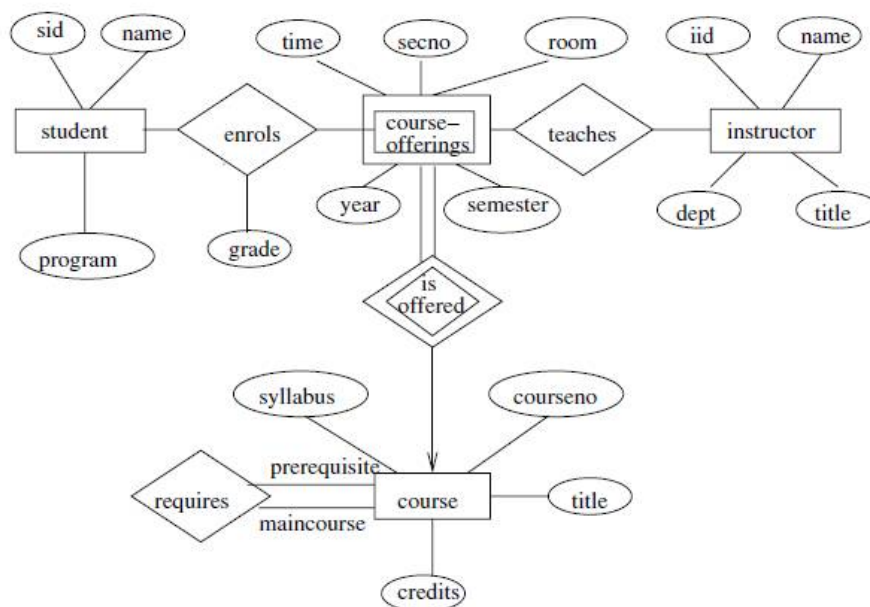 sid
name
time
secno
room
iid
name
student
enrols
course-
offerings
teaches
instructor
year
semester
dept
title
program
grade
is
offered
syllabus
courseno
prerequisite
requires
course
title
maincourse
credits